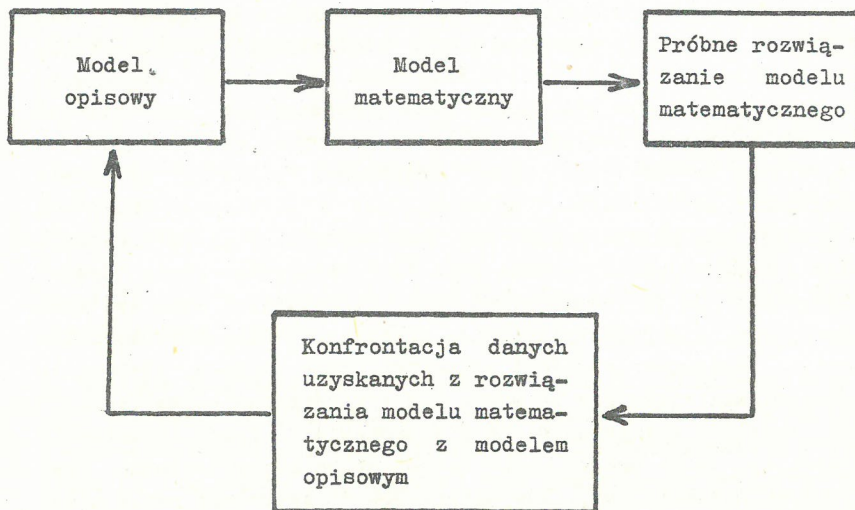 Model
opisowy
Model
matematyczny
Próbne rozwią-
zanie modelu
matematycznego
Konfrontacja danych
uzyskanych z rozwią-
zania modelu matema-
tycznego z modelem
opisowym